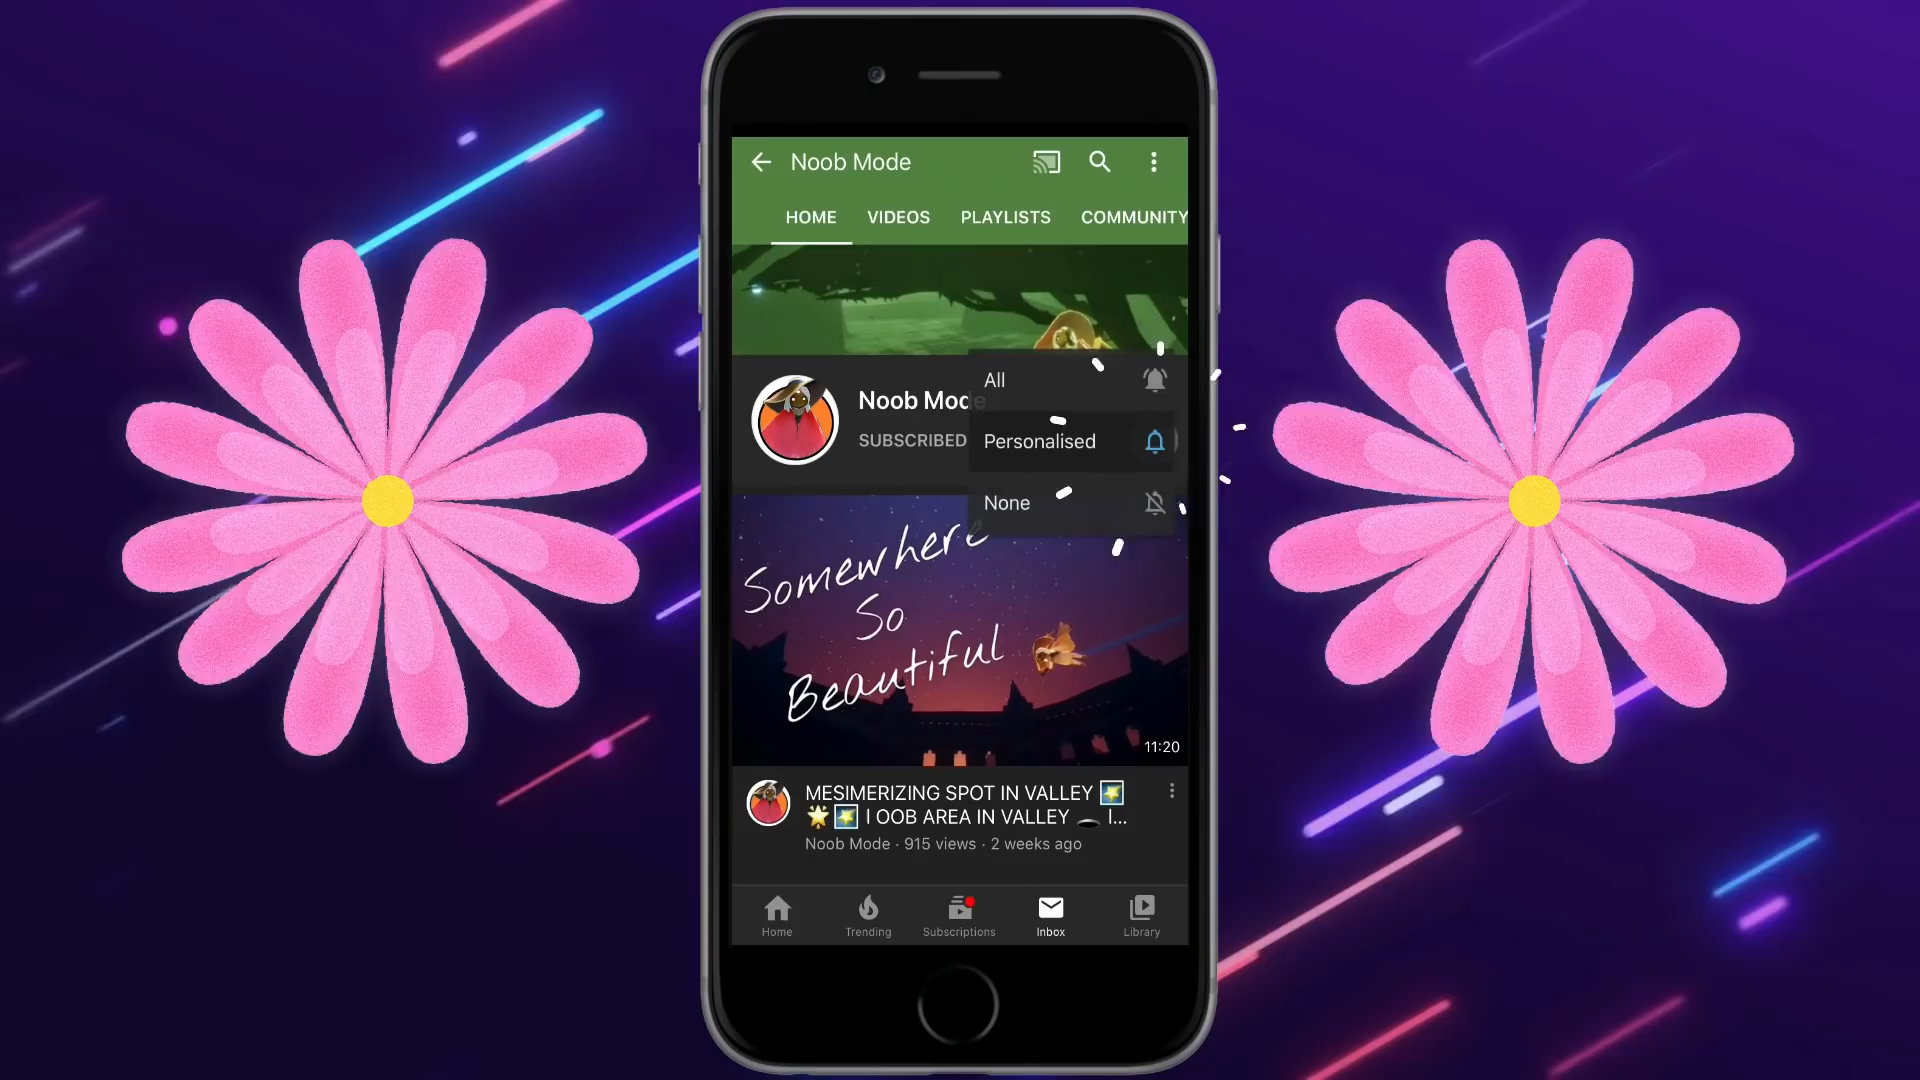 Noob Mode
HOME VIDEOS PLAYLISTS COMMUNITY
All
Noob Mode
SUBSCRIBED
Personalised
None
Somewhere
So
Beautiful
11:20
MESIMERIZING SPOT IN VALLEY
I OOB AREA IN VALLEY I...
Noob Mode · 915 views · 2 weeks ago
Home Trending Subscriptions Inbox Library